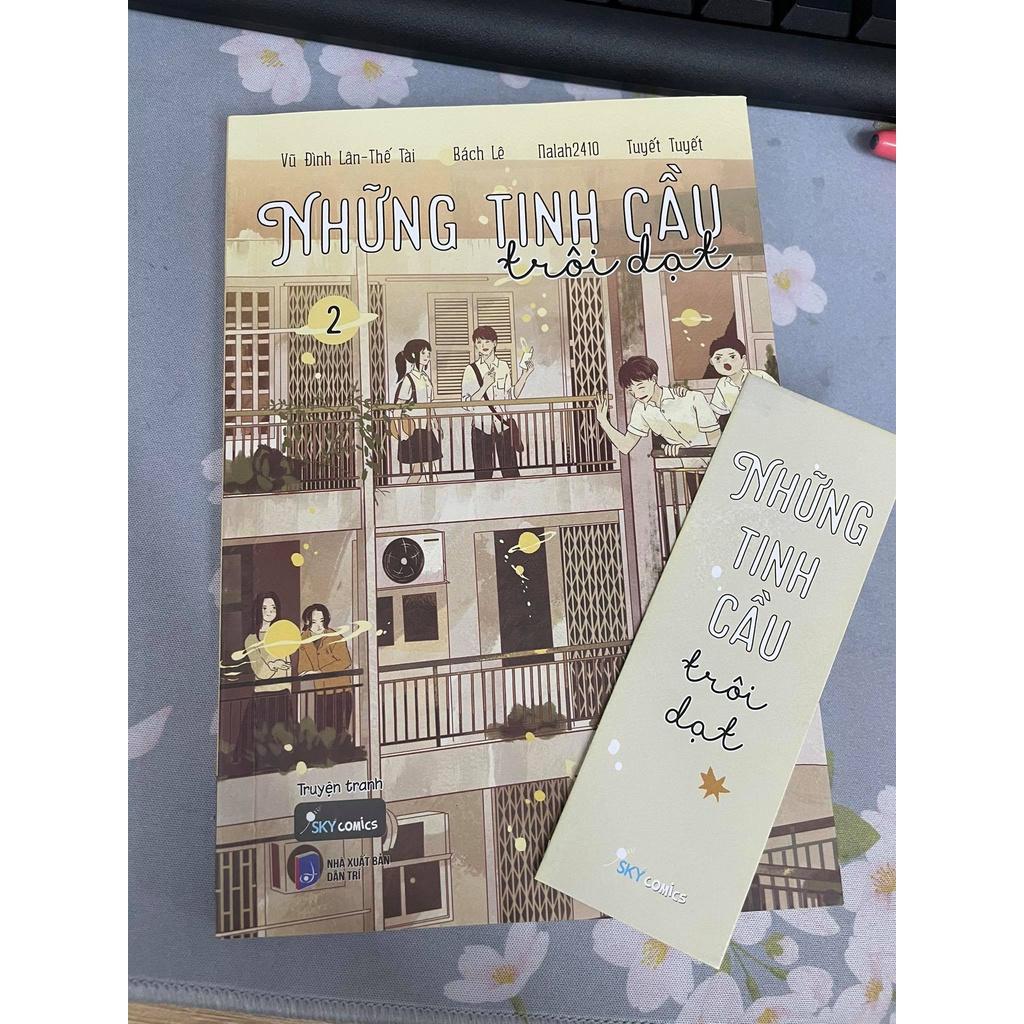 Vũ Đình Lân-Thế Tài Bách Lê Nalah2410 Tuyết Tuyết
NHỮNG TINH CẦU
trôi dạt
2
Truyện tranh
SKY COMICS
NHÀ XUẤT BẢN
DÂN TRÍ
NHỮNG
TINH
CẦU
trôi
dạt
SKY COMICS